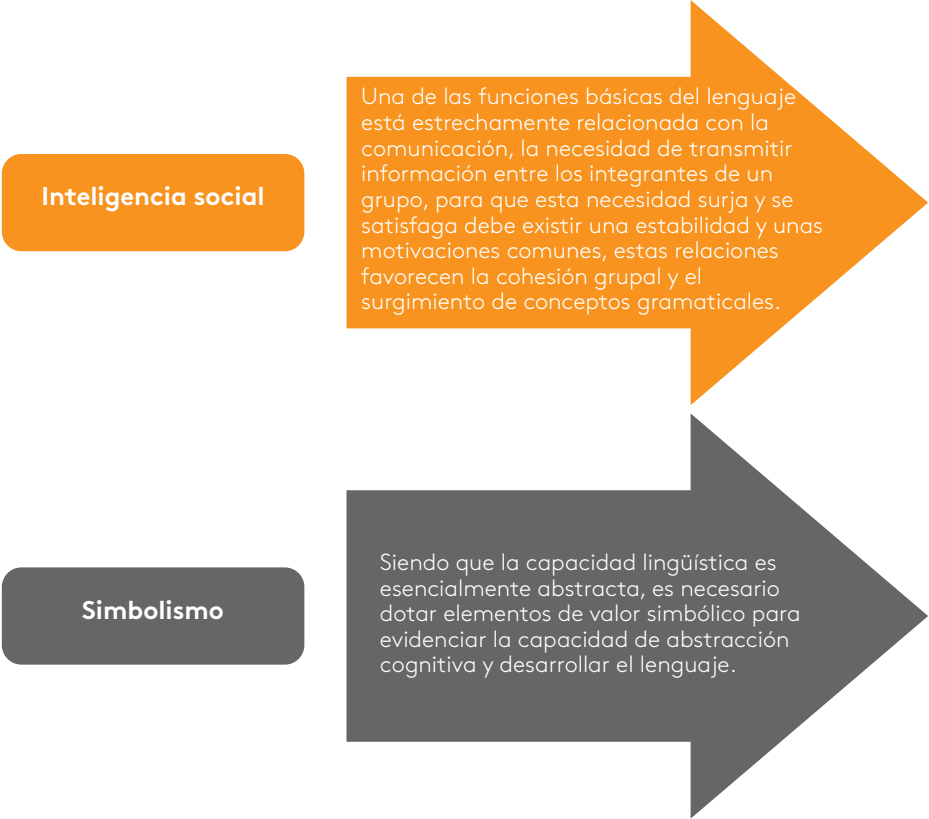 Inteligencia social
Una de las funciones básicas del lenguaje
está estrechamente relacionada con la
comunicación, la necesidad de transmitir
información entre los integrantes de un
grupo, para que esta necesidad surja y se
satisfaga debe existir una estabilidad y unas
motivaciones comunes, estas relaciones
favorecen la cohesión grupal y el
surgimiento de conceptos gramaticales.
Simbolismo
Siendo que la capacidad lingüística es
esencialmente abstracta, es necesario
dotar elementos de valor simbólico para
evidenciar la capacidad de abstracción
cognitiva y desarrollar el lenguaje.